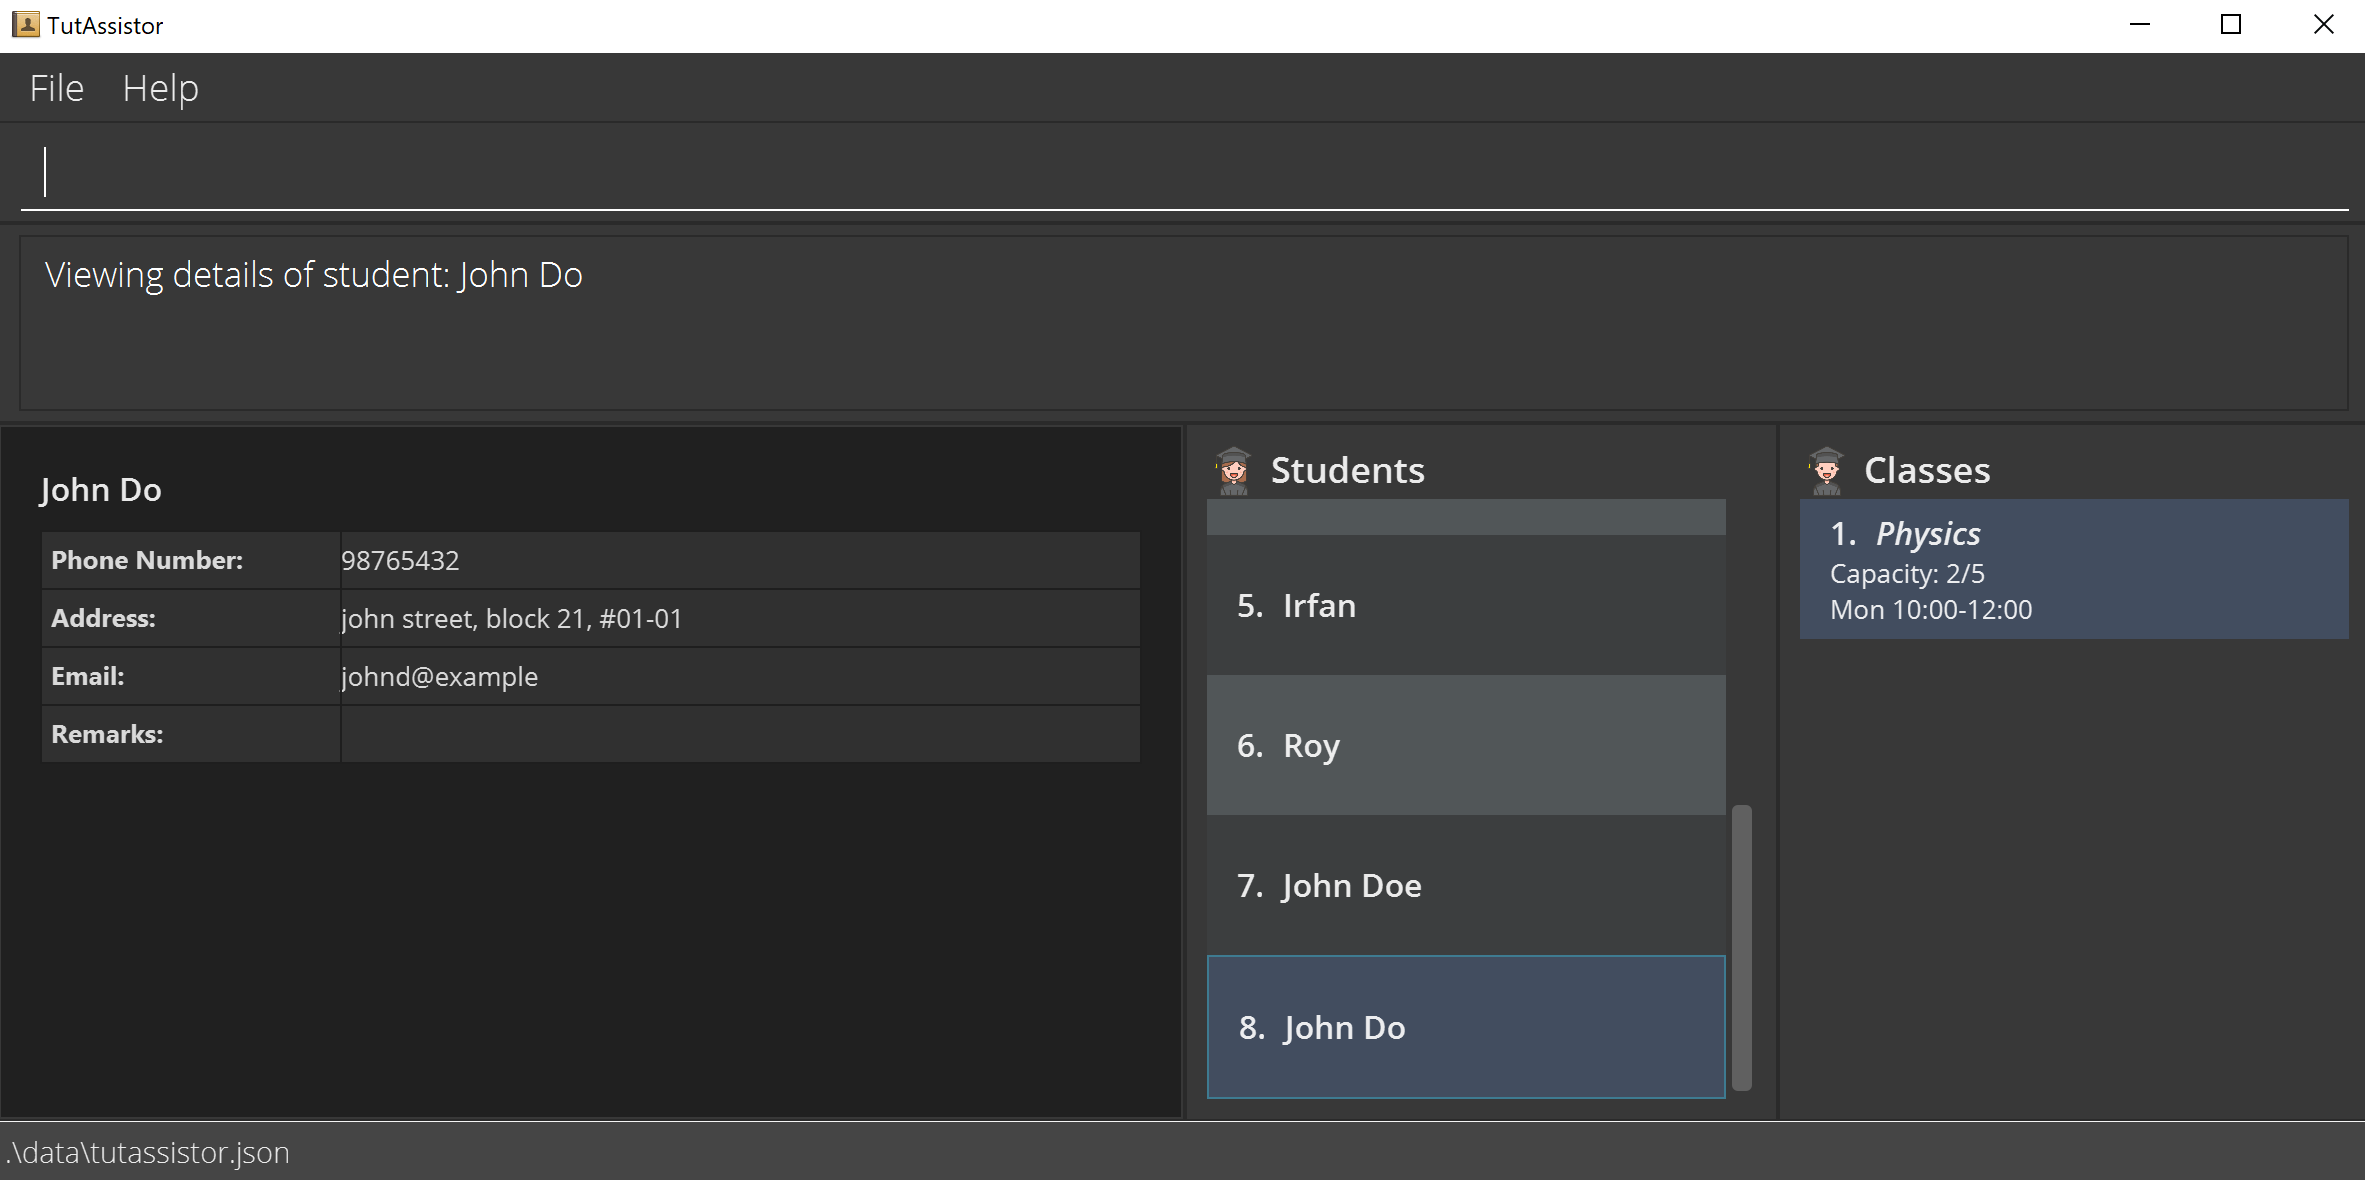 TutAssistor
File Help
Viewing details of student: John Do
John Do
Phone Number: 98765432
Address: john street, block 21, #01-01
Email: johnd@example
Remarks:
Students
5. Irfan
6. Roy
7. John Doe
8. John Do
Classes
1. Physics
Capacity: 2/5
Mon 10:00-12:00
.\data\tutassistor.json